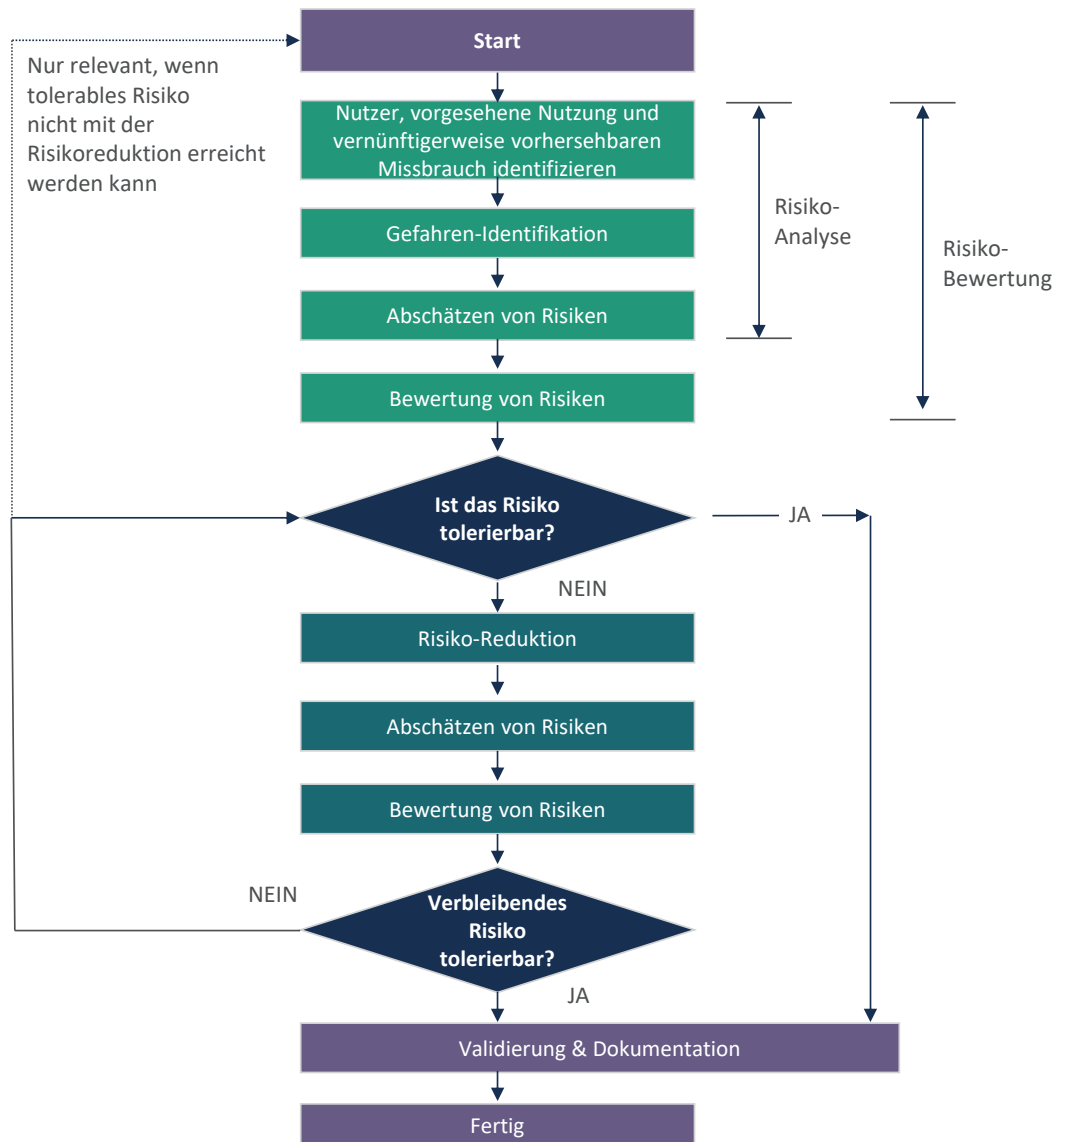 Start
Nur relevant, wenn
tolerables Risiko
nicht mit der
Risikoreduktion erreicht
werden kann
Nutzer, vorgesehene Nutzung und
vernünftigerweise vorhersehbaren
Missbrauch identifizieren
Gefahren-Identifikation
Risiko-
Analyse
Risiko-
Bewertung
Abschätzen von Risiken
Bewertung von Risiken
Ist das Risiko
tolerierbar?
JA
NEIN
Risiko-Reduktion
Abschätzen von Risiken
Bewertung von Risiken
NEIN
Verbleibendes
Risiko
tolerierbar?
JA
Validierung & Dokumentation
Fertig